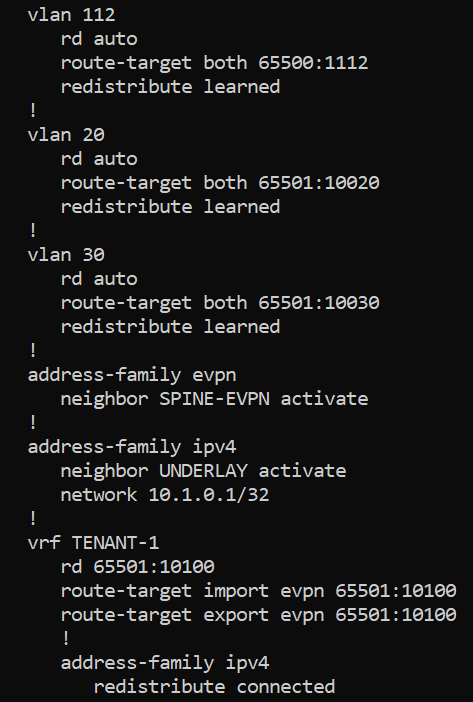 vlan 112
rd auto
route-target both 65500:1112
redistribute learned
!
vlan 20
rd auto
route-target both 65501:10020
redistribute learned
!
vlan 30
rd auto
route-target both 65501:10030
redistribute learned
!
address-family evpn
neighbor SPINE-EVPN activate
!
address-family ipv4
neighbor UNDERLAY activate
network 10.1.0.1/32
!
vrf TENANT-1
rd 65501:10100
route-target import evpn 65501:10100
route-target export evpn 65501:10100
!
address-family ipv4
redistribute connected